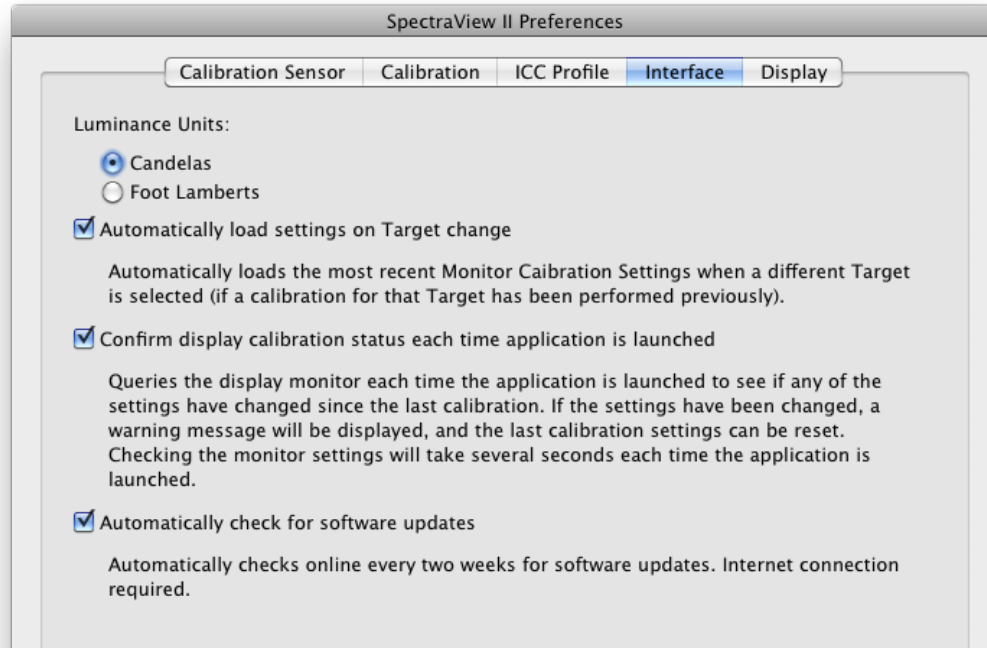 SpectraView II Preferences
Calibration Sensor Calibration ICC Profile Interface Display
Luminance Units:
Candelas
Foot Lamberts
Automatically load settings on Target change
Automatically loads the most recent Monitor Caibration Settings when a different Target
is selected (if a calibration for that Target has been performed previously).
Confirm display calibration status each time application is launched
Queries the display monitor each time the application is launched to see if any of the
settings have changed since the last calibration. If the settings have been changed, a
warning message will be displayed, and the last calibration settings can be reset.
Checking the monitor settings will take several seconds each time the application is
launched.
Automatically check for software updates
Automatically checks online every two weeks for software updates. Internet connection
required.